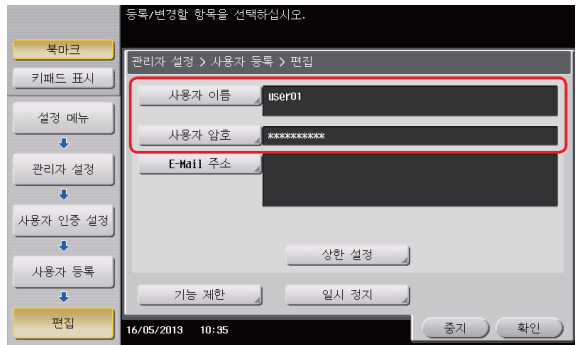 등록/변경할 항목을 선택하십시오.
북마크
키패드 표시
설정 메뉴
관리자 설정
사용자 인증 설정
사용자 등록
편집
관리자 설정 > 사용자 등록 > 편집
사용자 이름 user01
사용자 암호 **********
E-Mail 주소
상한 설정
기능 제한 일시 정지
16/05/2013 10:35
중지 확인